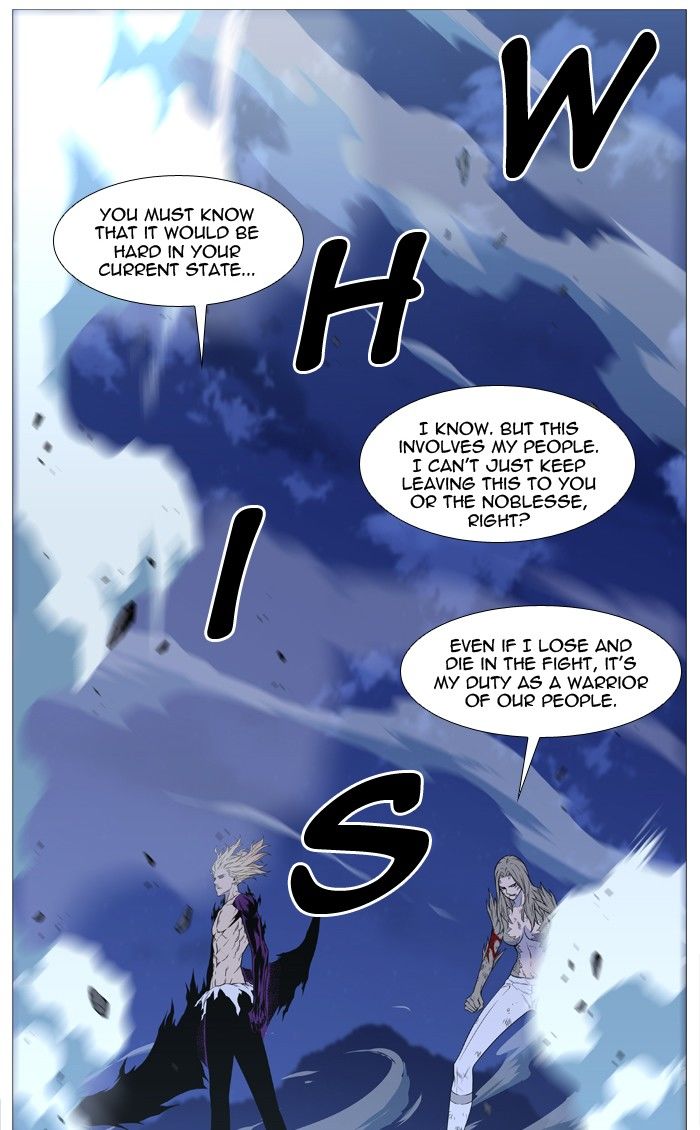 W
YOU MUST KNOW
THAT IT WOULD BE
HARD IN YOUR
CURRENT STATE...
H
I KNOW. BUT THIS
INVOLVES MY PEOPLE.
I CAN'T JUST KEEP
LEAVING THIS TO YOU
OR THE NOBLESSE,
RIGHT?
I
EVEN IF I LOSE AND
DIE IN THE FIGHT, IT'S
MY DUTY AS A WARRIOR
OF OUR PEOPLE.
S